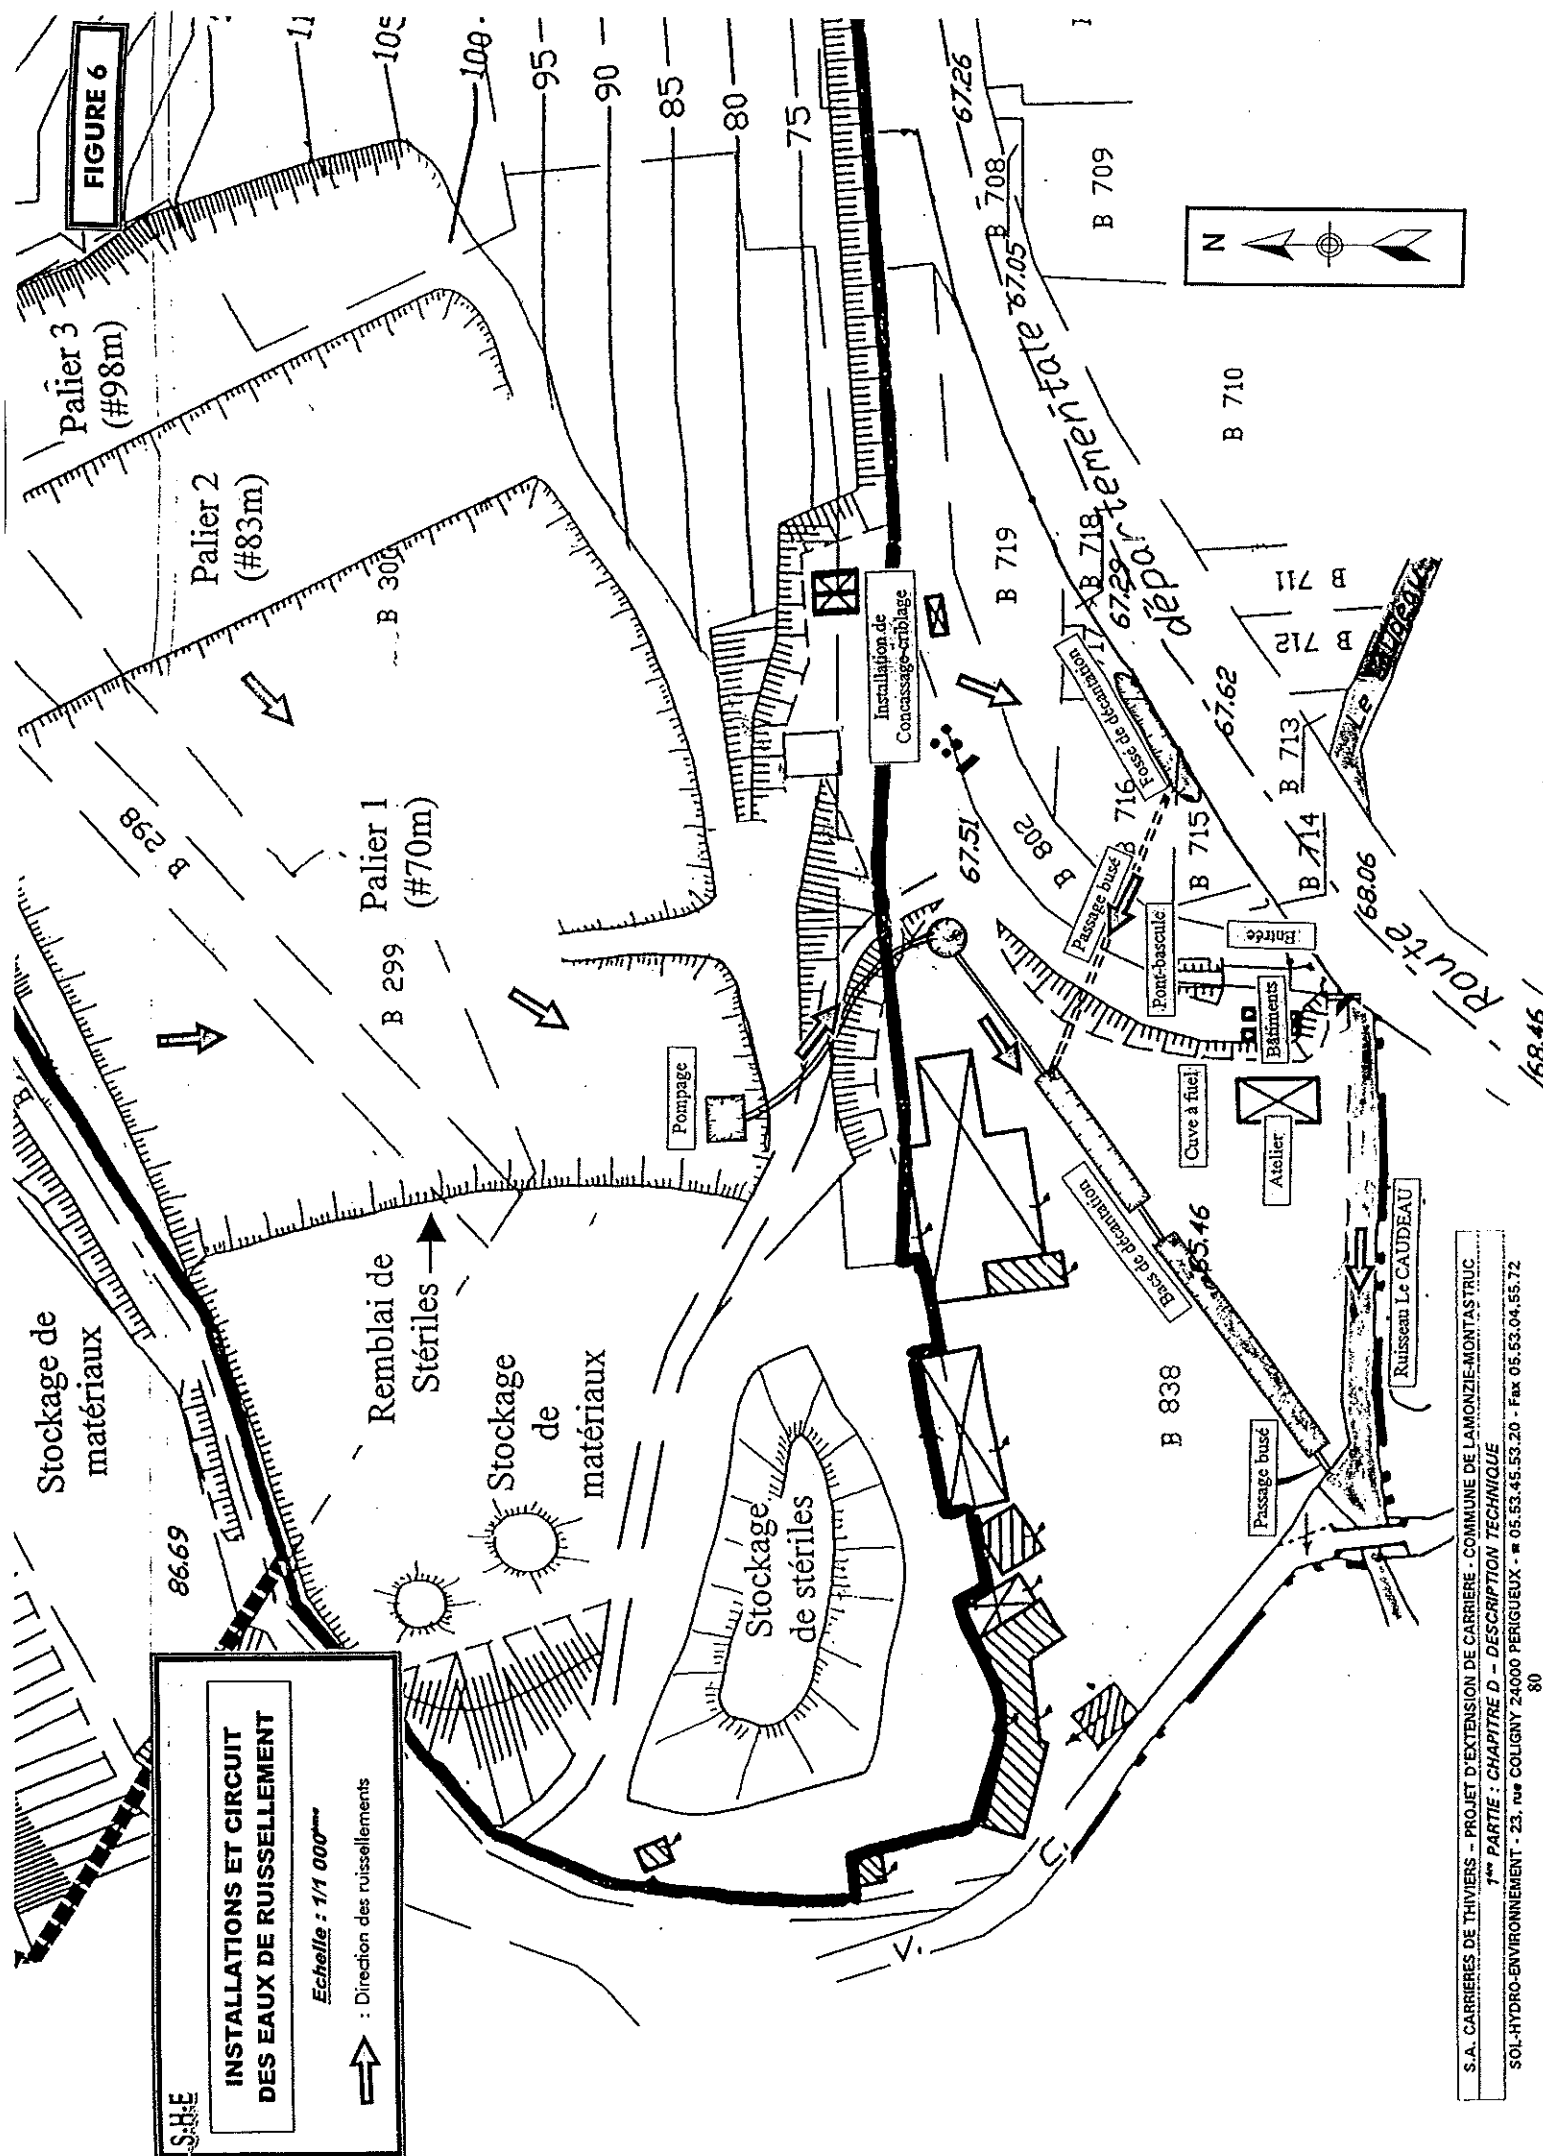 FIGURE 6
S.H.E
INSTALLATIONS ET CIRCUIT
DES EAUX DE RUISSELLEMENT
Echelle : 1/1 000ème
: Direction des ruissellements
Stockage de
matériaux
86.69
Remblai de
Stériles
Stockage
de
matériaux
Stockage
de stériles
B 298
Palier 1
(#70m)
B 299
Palier 2
(#83m)
B 300
Palier 3
(#98m)
105
100
95
90
85
80
75
Pompage
Installation de
Concassage-criblage
B 719
B 718
67.29
B 708
B 709
B 710
B 711
B 712
B 713
B 714
B 715
716
B 802
B 838
67.51
67.26
67.05
67.62
68.06
68.46
65.46
Route
départementale
Fossé de décantation
Passage busé
Pont-bascule
Entrée
Bâtiments
Cuve à fuel
Atelier
Bacs de décantation
Passage busé
Ruisseau Le CAUDEAU
Le
V.
C.
N
S.A. CARRIERES DE THIVIERS - PROJET D'EXTENSION DE CARRIERE - COMMUNE DE LAMONZIE-MONTASTRUC
1ère PARTIE : CHAPITRE D - DESCRIPTION TECHNIQUE
SOL-HYDRO-ENVIRONNEMENT - 23, rue COLIGNY 24000 PERIGUEUX - ☎ 05.53.45.53.20 - Fax 05.53.04.55.72
80